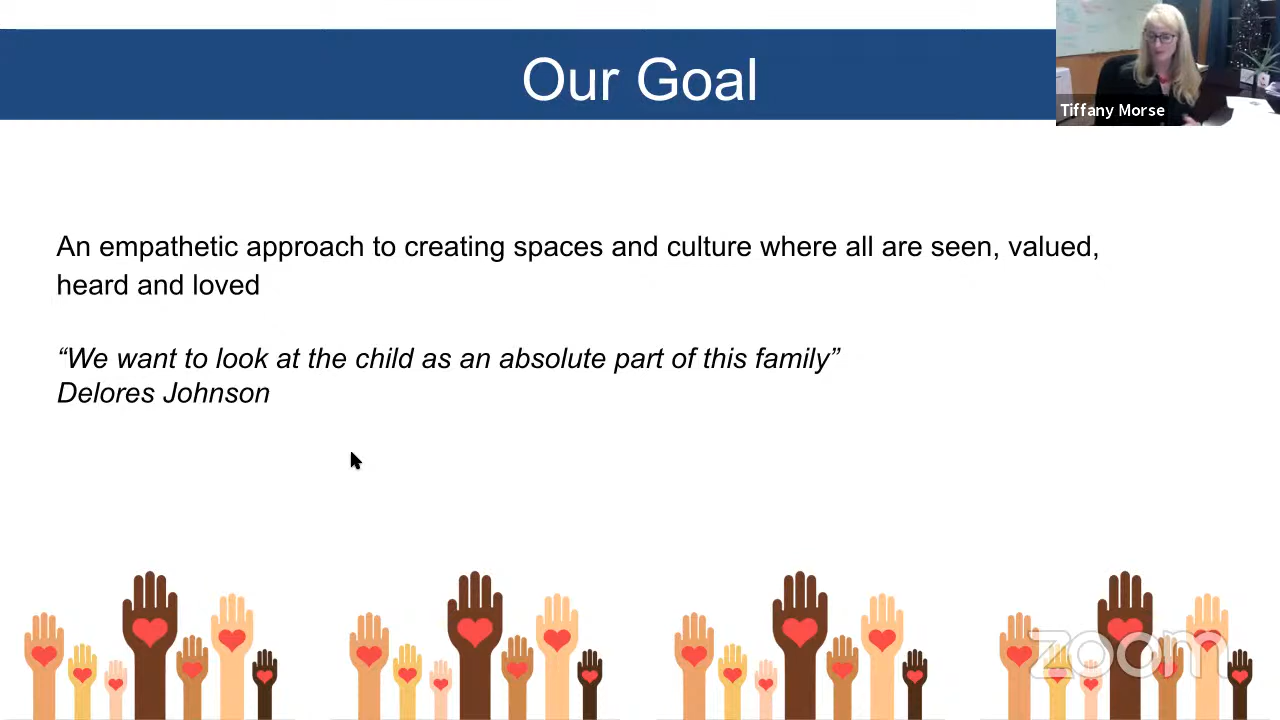 Our Goal
Tiffany Morse
An empathetic approach to creating spaces and culture where all are seen, valued,
heard and loved
“We want to look at the child as an absolute part of this family”
Delores Johnson
zoom